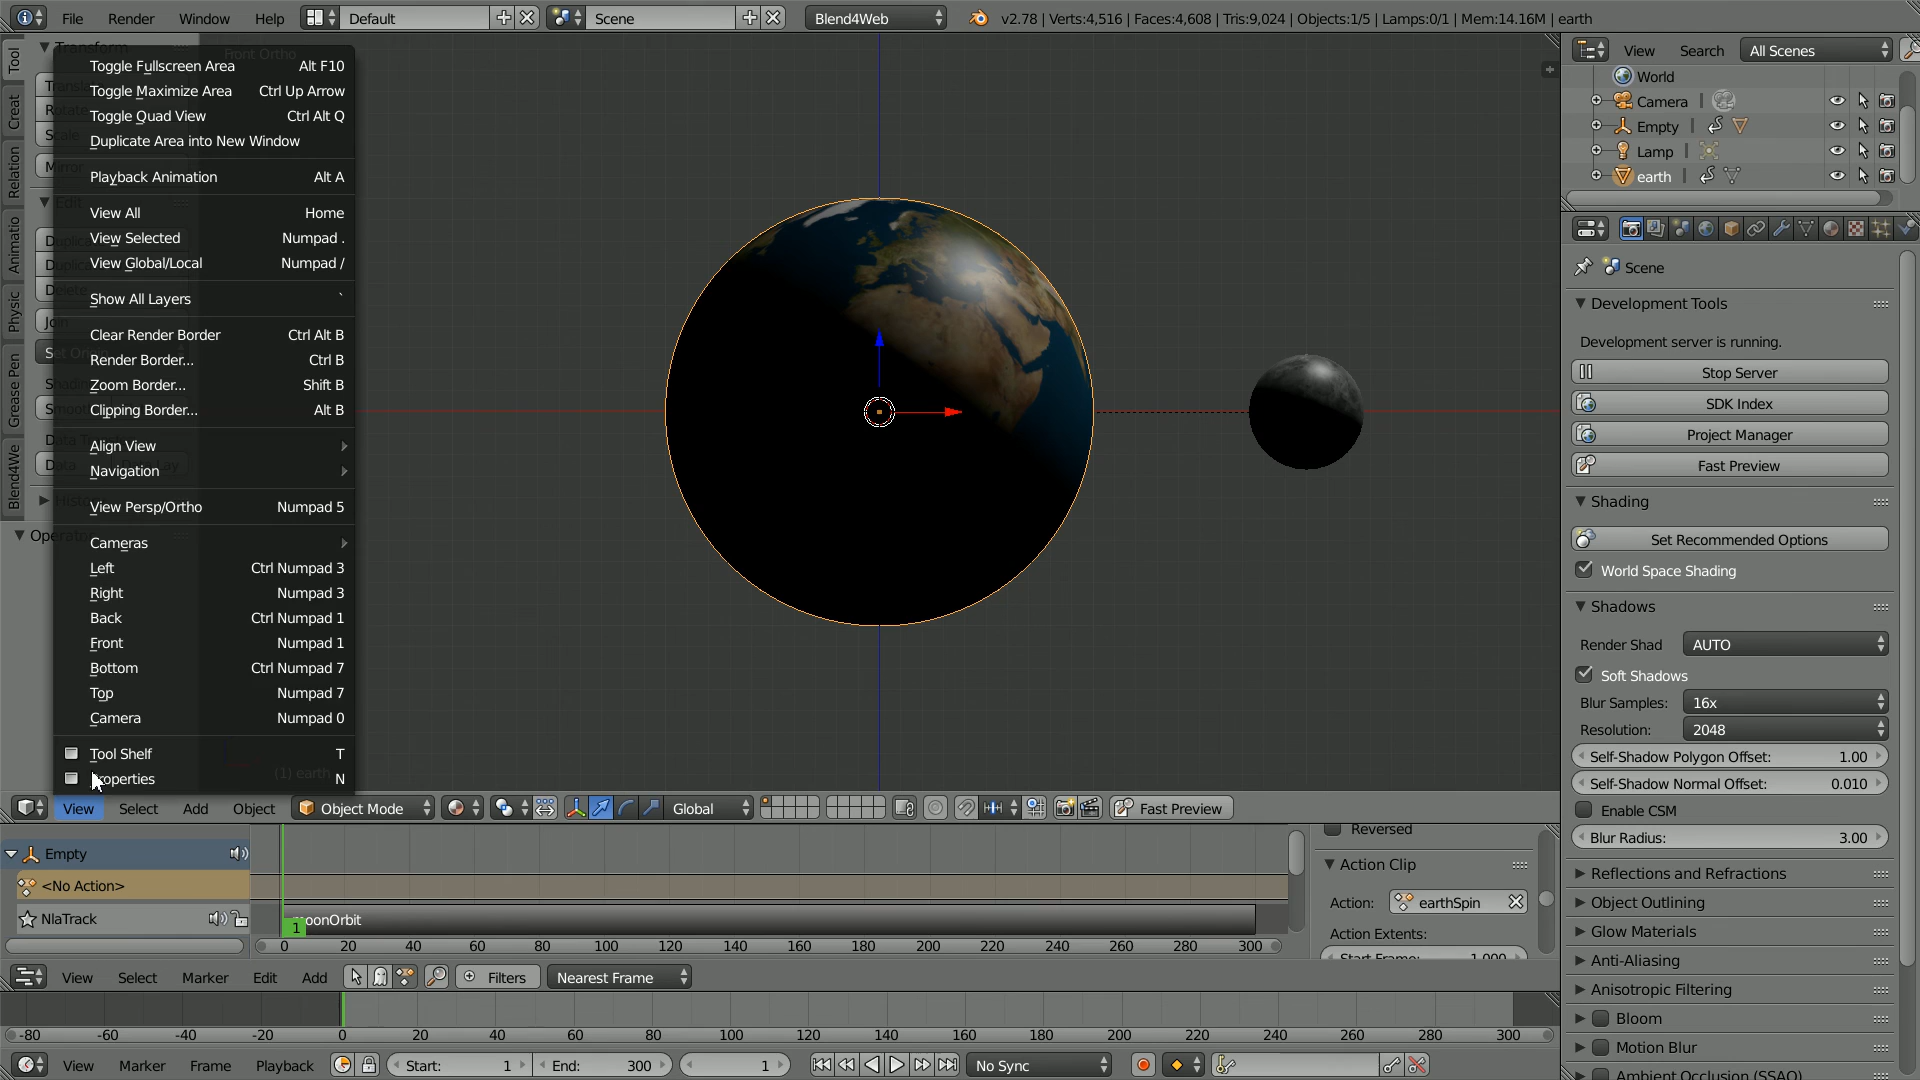 File Render Window Help Default Scene Blend4Web v2.78 | Verts:4,516 | Faces:4,608 | Tris:9,024 | Objects:1/5 | Lamps:0/1 | Mem:14.16M | earth
Tool
Creat
Relation
Animatio
Physic
Grease Pen
Blend4We
Transform
Front Ortho
Toggle Fullscreen Area Alt F10
Toggle Maximize Area Ctrl Up Arrow
Toggle Quad View Ctrl Alt Q
Duplicate Area into New Window
Playback Animation Alt A
View All Home
View Selected Numpad .
View Global/Local Numpad /
Show All Layers `
Clear Render Border Ctrl Alt B
Render Border... Ctrl B
Zoom Border... Shift B
Clipping Border... Alt B
Align View
Navigation
View Persp/Ortho Numpad 5
Cameras
Left Ctrl Numpad 3
Right Numpad 3
Back Ctrl Numpad 1
Front Numpad 1
Bottom Ctrl Numpad 7
Top Numpad 7
Camera Numpad 0
Tool Shelf T
operties N
(1) earth
View Select Add Object Object Mode Global Fast Preview
Empty
<No Action>
NlaTrack
oonOrbit
1
0 20 40 60 80 100 120 140 160 180 200 220 240 260 280 300
Reversed
Action Clip
Action: earthSpin
Action Extents:
Start Frame: 1.000
View Select Marker Edit Add Filters Nearest Frame
-80 -60 -40 -20 0 20 40 60 80 100 120 140 160 180 200 220 240 260 280 300
View Marker Frame Playback Start: 1 End: 300 1 No Sync
View Search All Scenes
World
Camera
Empty
Lamp
earth
Scene
Development Tools
Development server is running.
Stop Server
SDK Index
Project Manager
Fast Preview
Shading
Set Recommended Options
World Space Shading
Shadows
Render Shad AUTO
Soft Shadows
Blur Samples: 16x
Resolution: 2048
Self-Shadow Polygon Offset: 1.00
Self-Shadow Normal Offset: 0.010
Enable CSM
Blur Radius: 3.00
Reflections and Refractions
Object Outlining
Glow Materials
Anti-Aliasing
Anisotropic Filtering
Bloom
Motion Blur
Ambient Occlusion (SSAO)